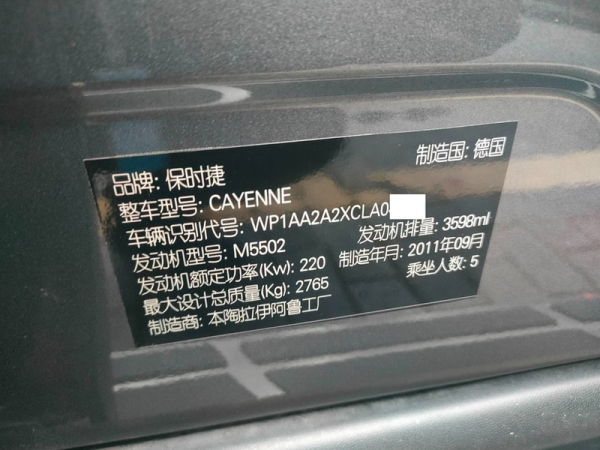 品牌: 保时捷 制造国: 德国
整车型号: CAYENNE
车辆识别代号: WP1AA2A2XCLA0
发动机型号: M5502 发动机排量: 3598ml
发动机额定功率(Kw): 220 制造年月: 2011年09月
最大设计总质量(Kg): 2765 乘坐人数: 5
制造商: 本陶拉伊阿鲁工厂